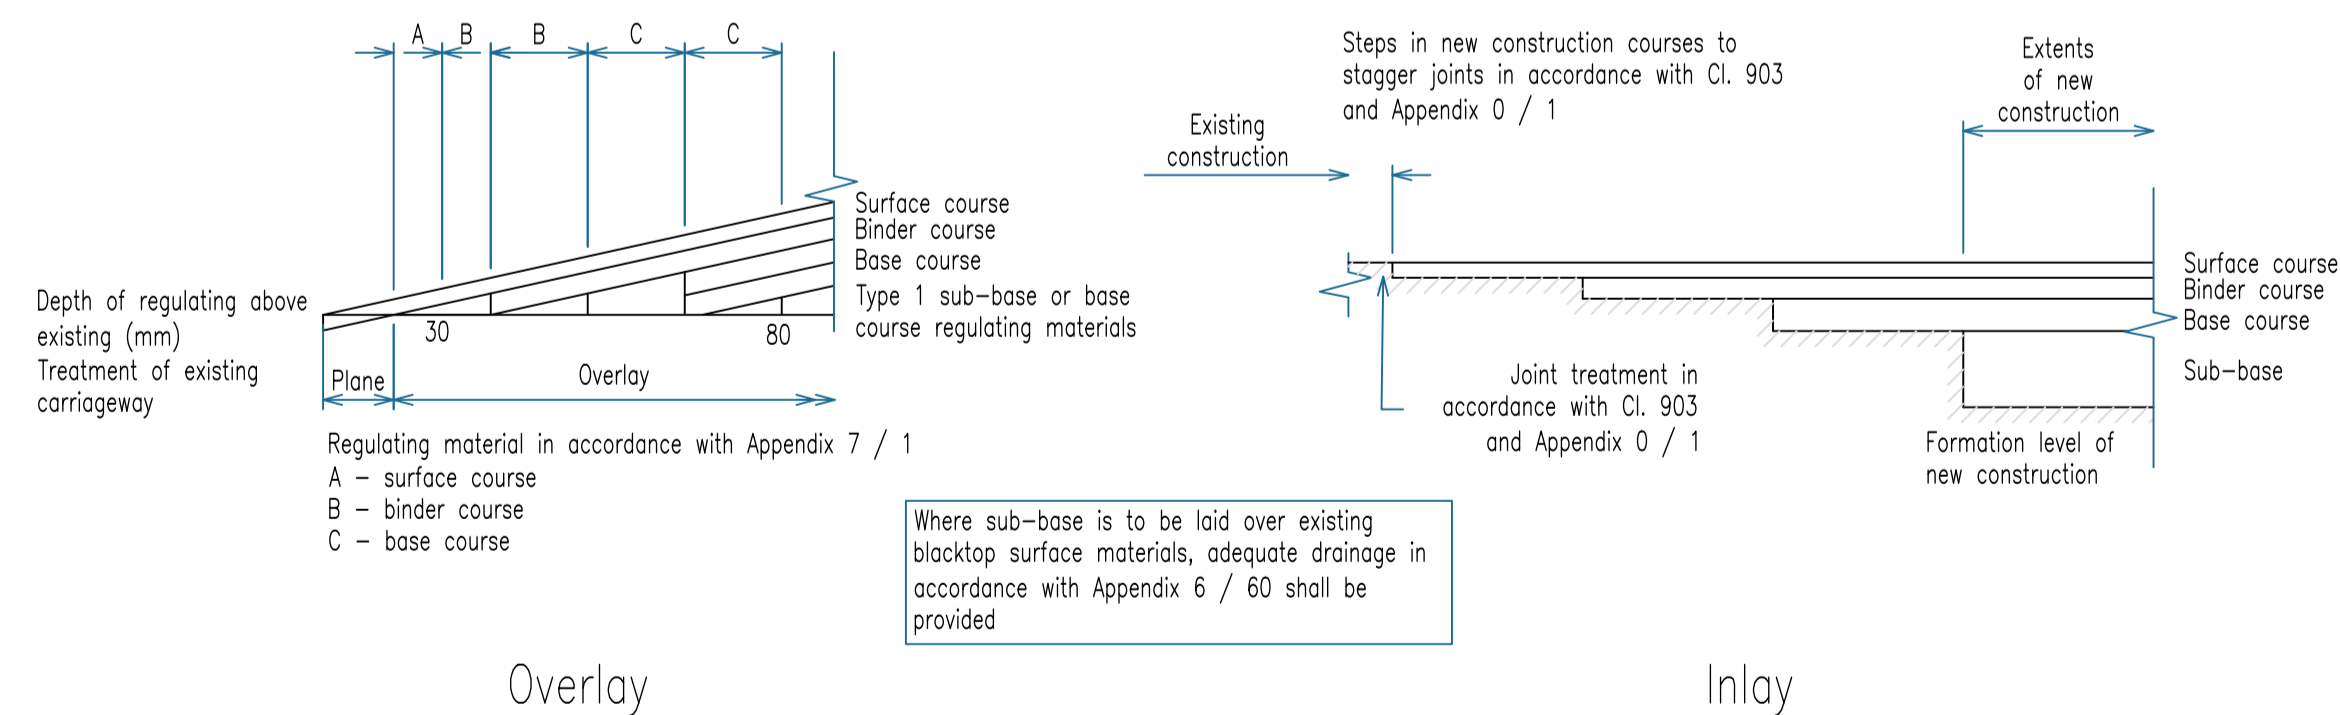 A B B C C
Surface course
Binder course
Base course
Type 1 sub-base or base
course regulating materials
Depth of regulating above
existing (mm)
Treatment of existing
carriageway
30
80
Plane
Overlay
Regulating material in accordance with Appendix 7 / 1
A - surface course
B - binder course
C - base course
Where sub-base is to be laid over existing
blacktop surface materials, adequate drainage in
accordance with Appendix 6 / 60 shall be
provided
Overlay
Steps in new construction courses to
stagger joints in accordance with Cl. 903
and Appendix 0 / 1
Existing
construction
Extents
of new
construction
Surface course
Binder course
Base course
Sub-base
Joint treatment in
accordance with Cl. 903
and Appendix 0 / 1
Formation level of
new construction
Inlay